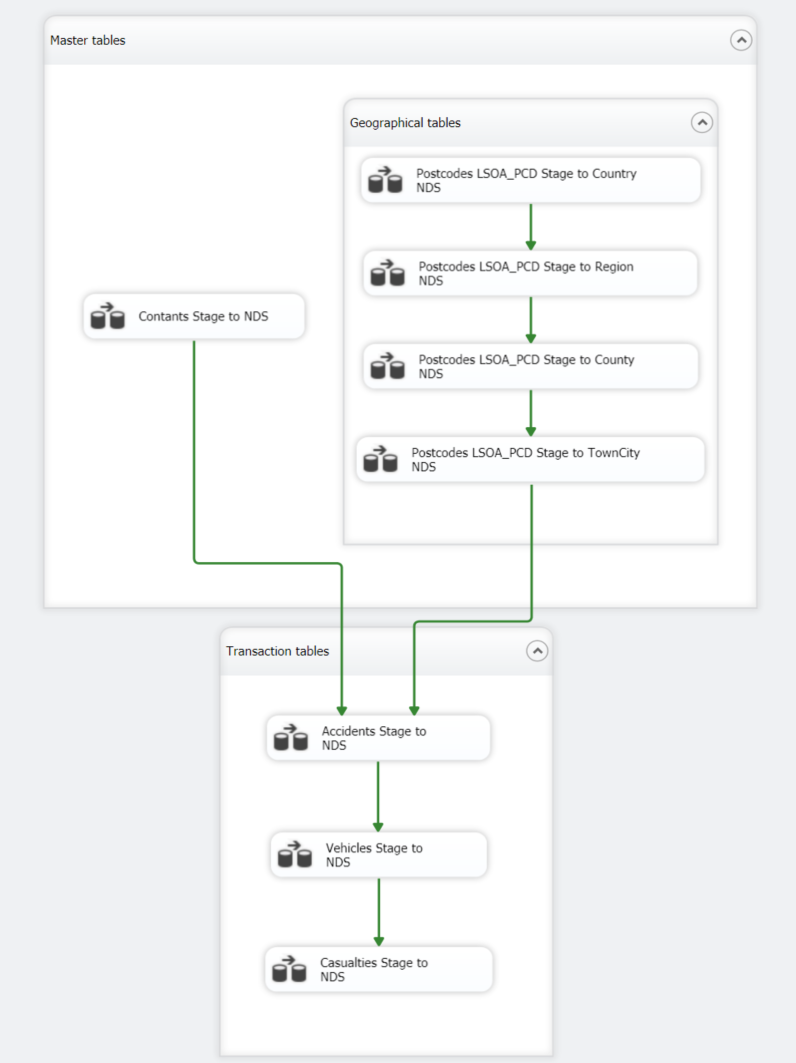 Master tables
Geographical tables
Postcodes LSOA_PCD Stage to Country
NDS
Postcodes LSOA_PCD Stage to Region
NDS
Contants Stage to NDS
Postcodes LSOA_PCD Stage to County
NDS
Postcodes LSOA_PCD Stage to TownCity
NDS
Transaction tables
Accidents Stage to
NDS
Vehicles Stage to
NDS
Casualties Stage to
NDS